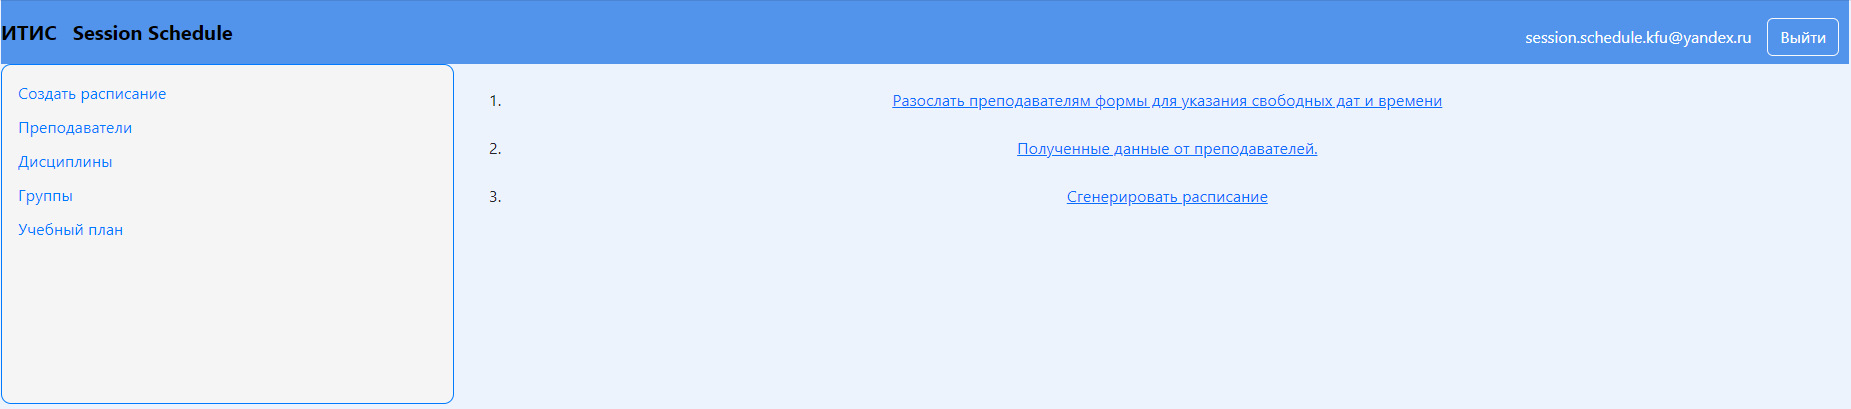 ИТИС Session Schedule
session.schedule.kfu@yandex.ru Выйти
Создать расписание
Преподаватели
Дисциплины
Группы
Учебный план
1. Разослать преподавателям формы для указания свободных дат и времени
2. Полученные данные от преподавателей.
3. Сгенерировать расписание